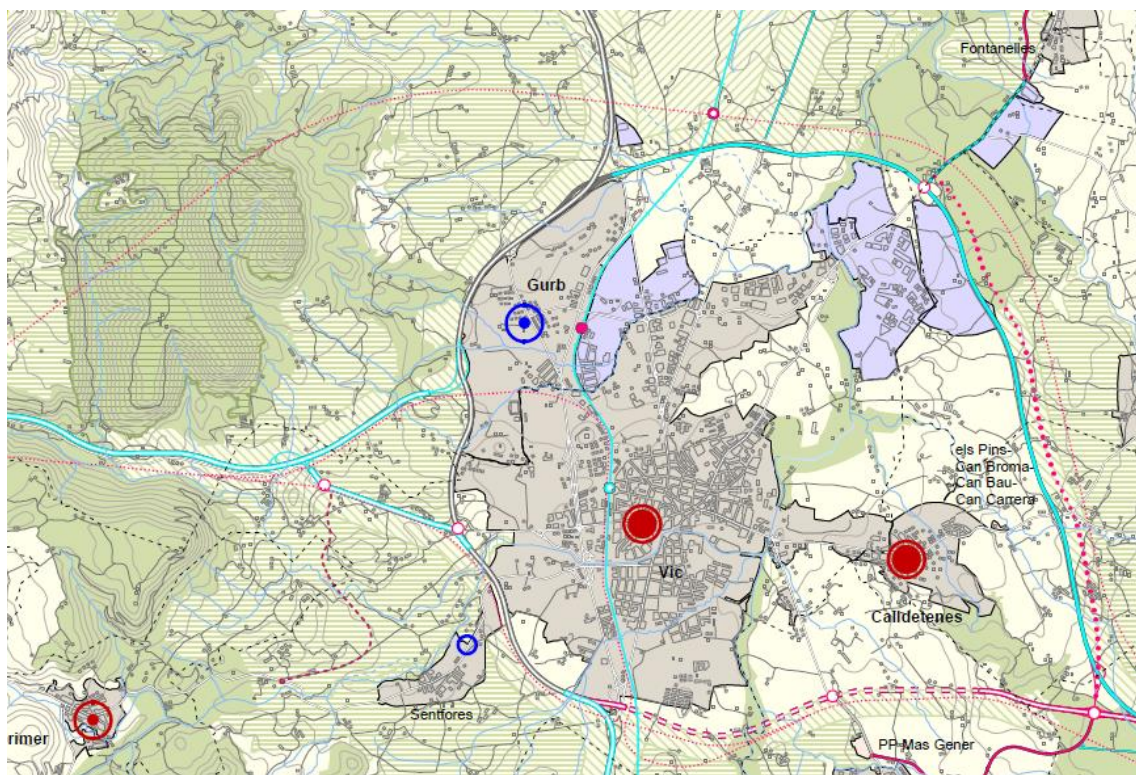 Fontanelles
Gurb
els Pins-
Can Broma-
Can Bau-
Can Carrera
Vic
Calldetenes
Sentfores
rimer
PP Mas Gener